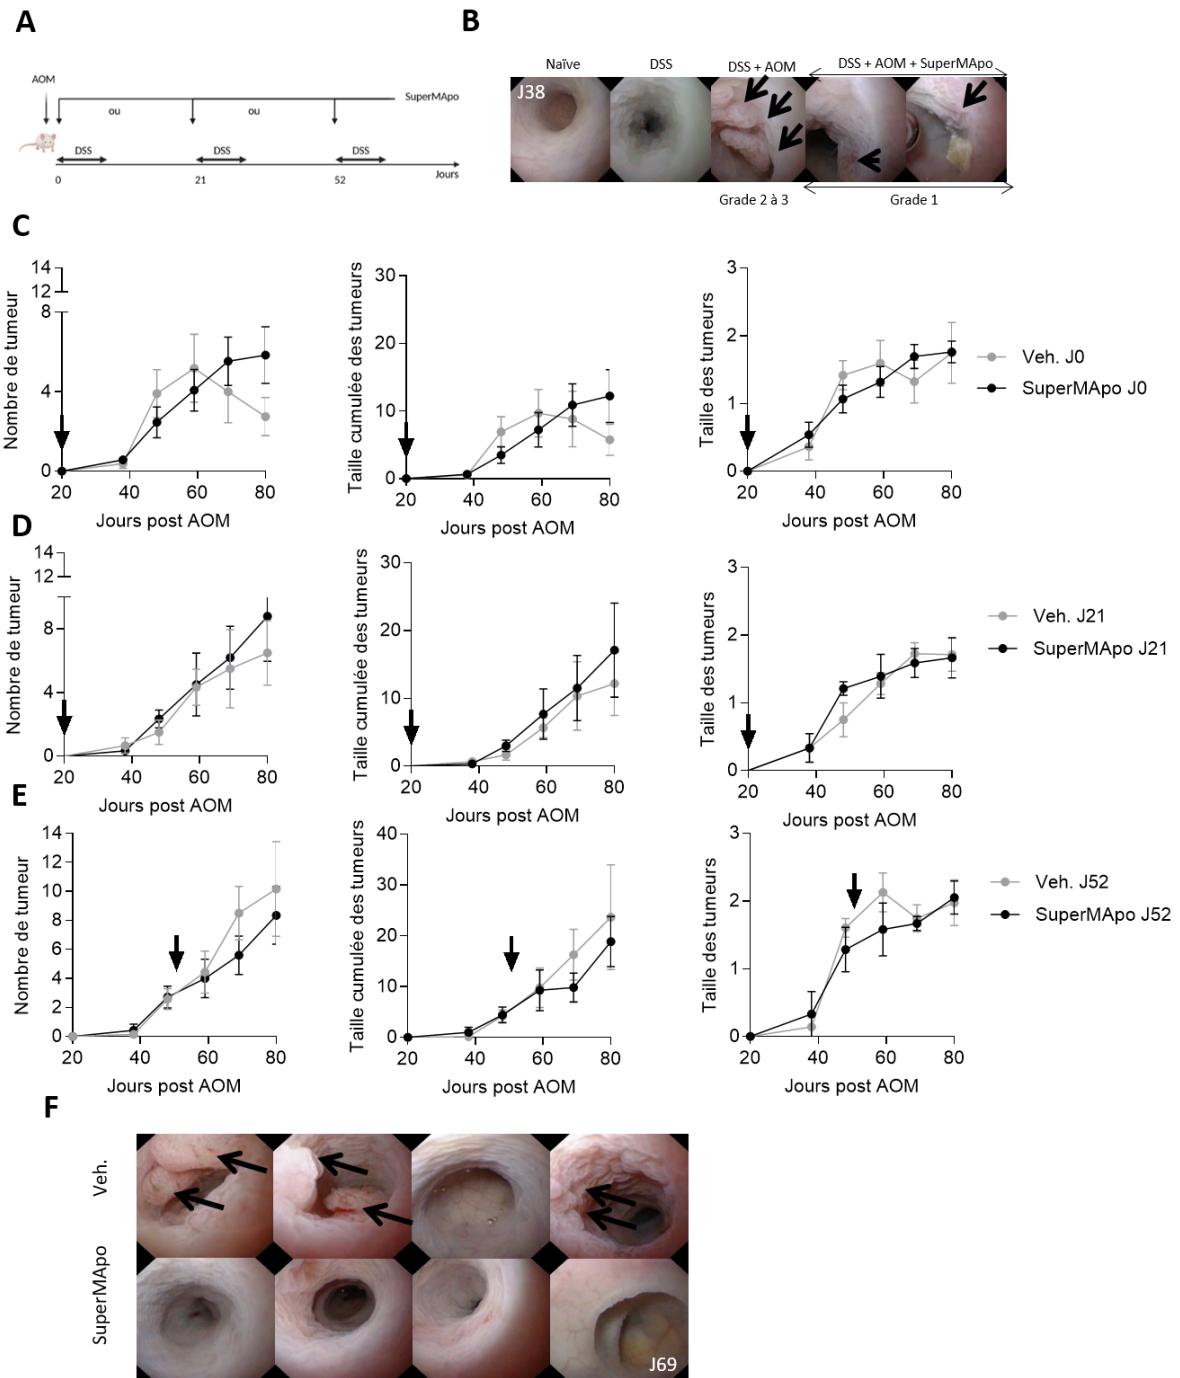 A
AOM
SuperMApo
ou
ou
DSS
DSS
DSS
0
21
52
Jours
B
Naïve
DSS
DSS + AOM
DSS + AOM + SuperMApo
J38
Grade 2 à 3
Grade 1
C
Nombre de tumeur
14
12
8
4
0
20
40
60
80
Jours post AOM
Taille cumulée des tumeurs
30
20
10
0
20
40
60
80
Jours post AOM
Taille des tumeurs
3
2
1
0
20
40
60
80
Jours post AOM
Veh. J0
SuperMApo J0
D
Nombre de tumeur
14
12
8
4
0
20
40
60
80
Jours post AOM
Taille cumulée des tumeurs
30
20
10
0
20
40
60
80
Jours post AOM
Taille des tumeurs
3
2
1
0
20
40
60
80
Jours post AOM
Veh. J21
SuperMApo J21
E
Nombre de tumeur
14
12
10
8
6
4
2
0
20
40
60
80
Jours post AOM
Taille cumulée des tumeurs
40
30
20
10
0
20
40
60
80
Jours post AOM
Taille des tumeurs
3
2
1
0
20
40
60
80
Jours post AOM
Veh. J52
SuperMApo J52
F
Veh.
SuperMApo
J69